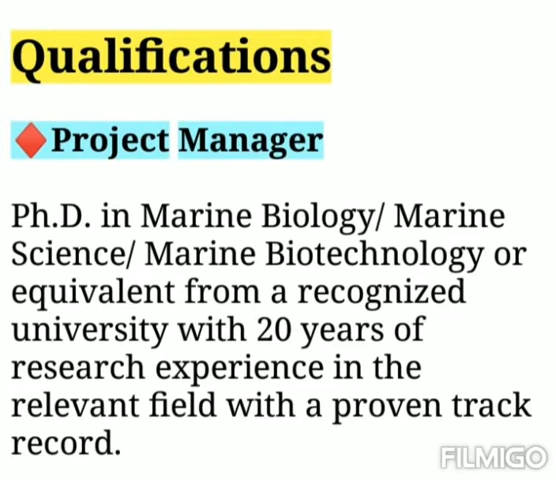 Qualifications
♦Project Manager
Ph.D. in Marine Biology/ Marine
Science/ Marine Biotechnology or
equivalent from a recognized
university with 20 years of
research experience in the
relevant field with a proven track
record.
FILMIGO